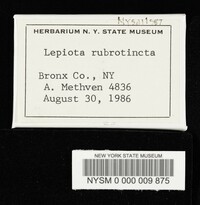 HERBARIUM N. Y. STATE MUSEUM
Lepiota rubrotincta
Bronx Co., NY
A. Methven 4836
August 30, 1986
NEW YORK STATE MUSEUM
NYSM 0 000 009 875